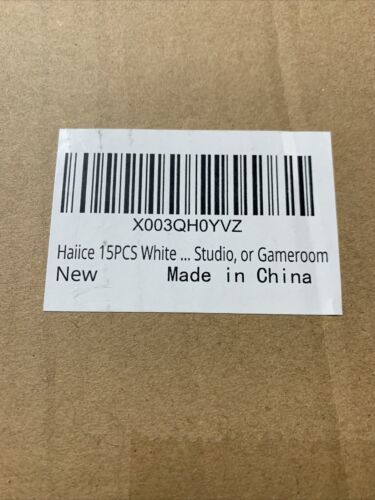 X003QH0YVZ
Haiice 15PCS White ... Studio, or Gameroom
New Made in China